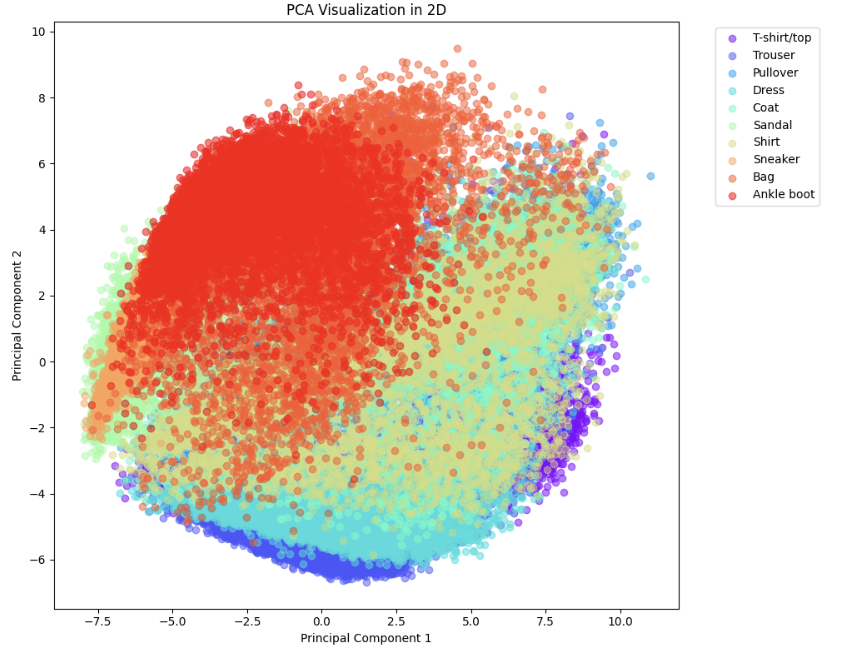 PCA Visualization in 2D
10
8
6
4
2
0
−2
−4
−6
Principal Component 2
−7.5 −5.0 −2.5 0.0 2.5 5.0 7.5 10.0
Principal Component 1
T-shirt/top
Trouser
Pullover
Dress
Coat
Sandal
Shirt
Sneaker
Bag
Ankle boot